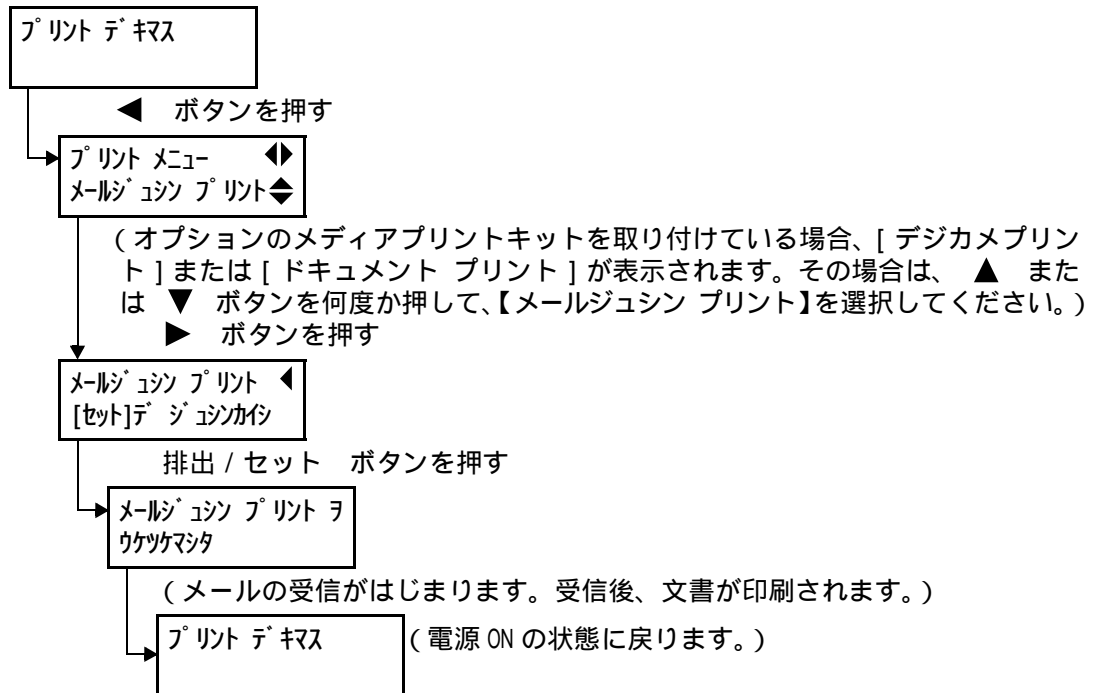 ﾌﾟﾘﾝﾄ ﾃﾞｷﾏｽ
◀ ボタンを押す
ﾌﾟﾘﾝﾄ ﾒﾆｭｰ ◀▶
ﾒｰﾙｼﾞｭｼﾝ ﾌﾟﾘﾝﾄ▲▼
（オプションのメディアプリントキットを取り付けている場合、[ デジカメプリン
ト ] または [ ドキュメント プリント ] が表示されます。その場合は、 ▲ また
は ▼ ボタンを何度か押して、【メールジュシン プリント】を選択してください。）
▶ ボタンを押す
ﾒｰﾙｼﾞｭｼﾝ ﾌﾟﾘﾝﾄ ◀
[ｾｯﾄ]ﾃﾞ ｼﾞｭｼﾝｶｲｼ
排出 / セット ボタンを押す
ﾒｰﾙｼﾞｭｼﾝ ﾌﾟﾘﾝﾄ ｦ
ｳｹﾂｹﾏｼﾀ
（メールの受信がはじまります。受信後、文書が印刷されます。）
ﾌﾟﾘﾝﾄ ﾃﾞｷﾏｽ （電源 ON の状態に戻ります。）